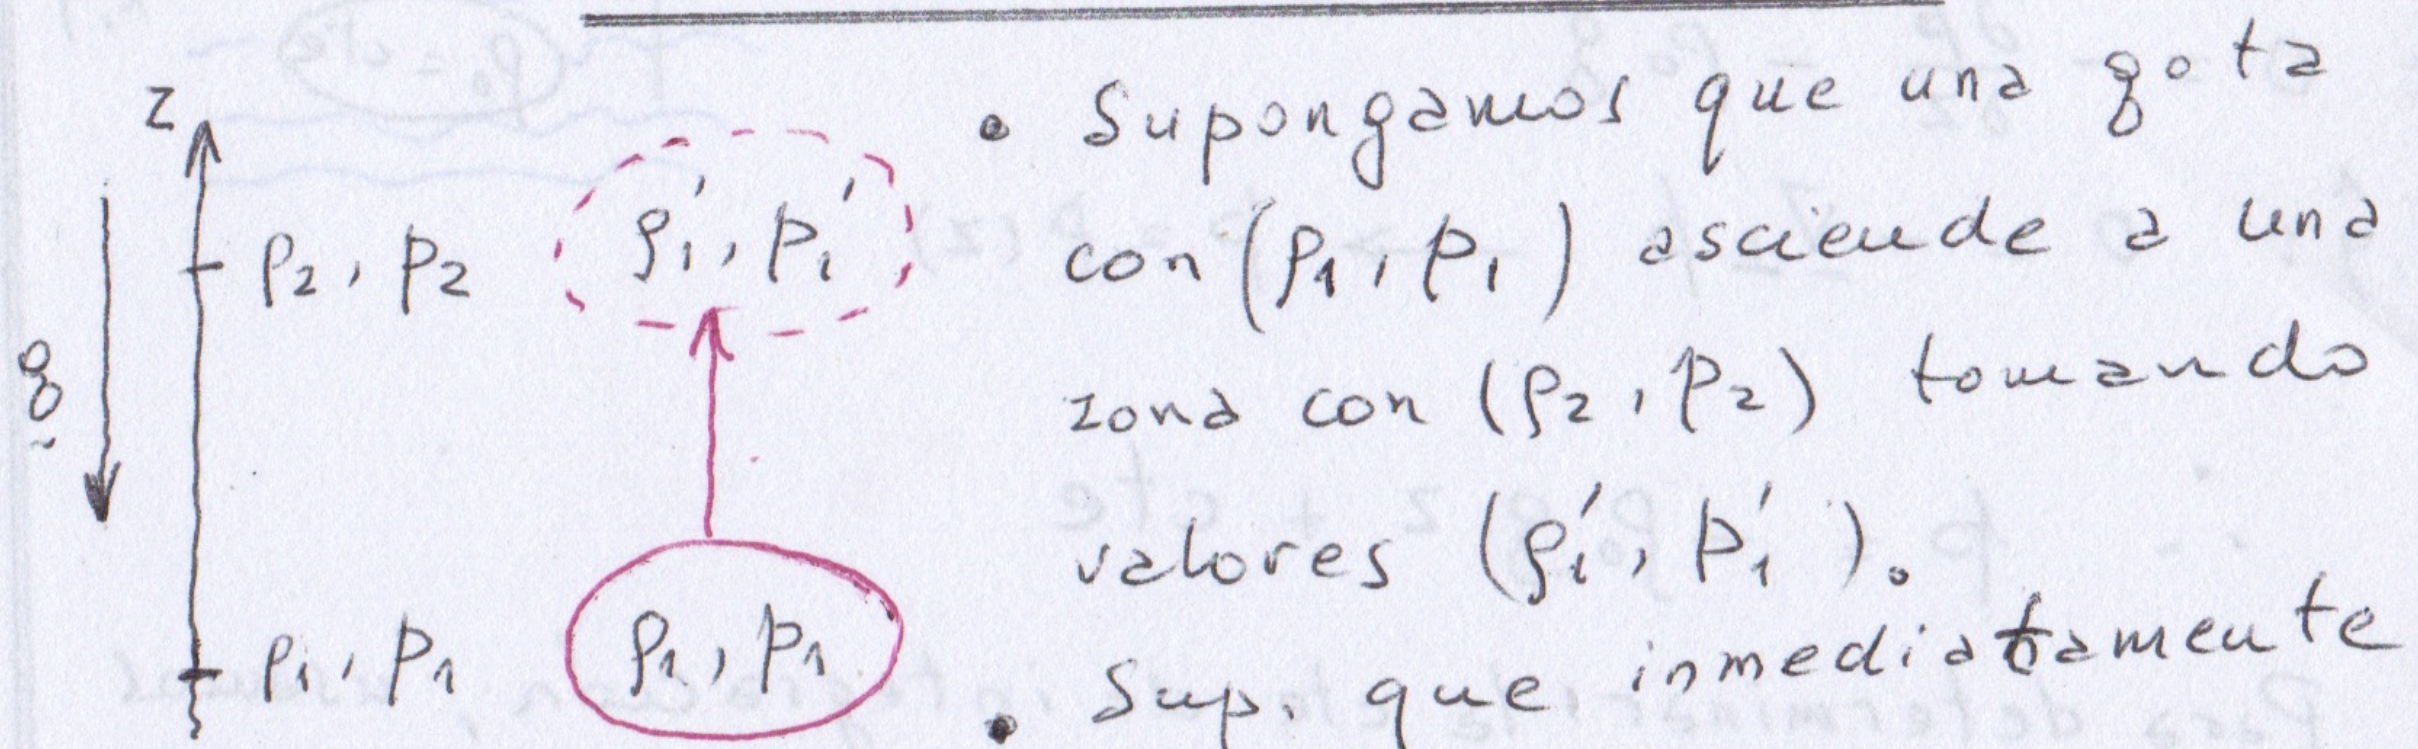 z
• Supongamos que una gota
ρ₂, p₂
ρ₁', p₁'
con (ρ₁, p₁) asciende a una
g
zona con (ρ₂, p₂) tomando
valores (ρ₁', p₁').
ρ₁, p₁
ρ₁, p₁
• Sup. que inmediatamente